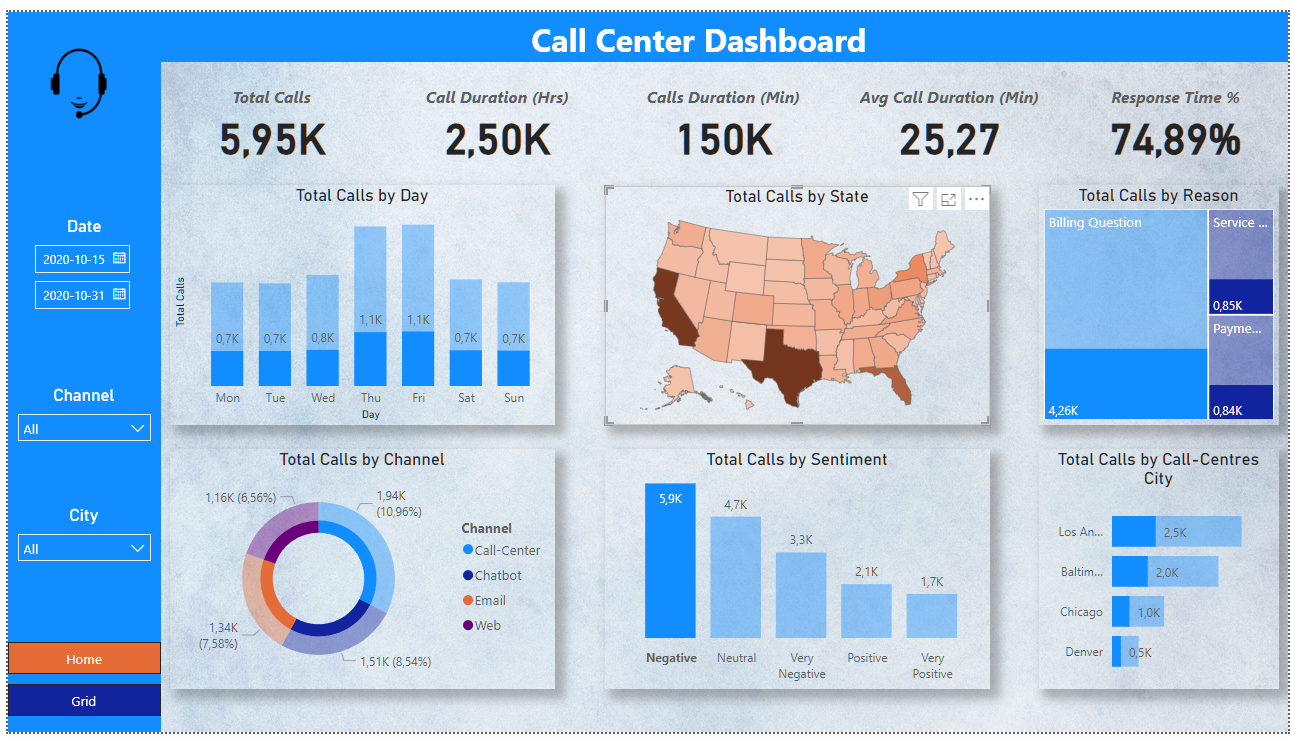 Call Center Dashboard
Total Calls
5,95K
Call Duration (Hrs)
2,50K
Calls Duration (Min)
150K
Avg Call Duration (Min)
25,27
Response Time %
74,89%
Date
2020-10-15
2020-10-31
Channel
All
City
All
Home
Grid
Total Calls by Day
Total Calls
0,7K
0,7K
0,8K
1,1K
1,1K
0,7K
0,7K
Mon
Tue
Wed
Thu
Fri
Sat
Sun
Day
Total Calls by State
Total Calls by Reason
Billing Question
4,26K
Service ...
0,85K
Payme...
0,84K
Total Calls by Channel
1,16K (6,56%)
1,94K
(10,96%)
1,34K
(7,58%)
1,51K (8,54%)
Channel
Call-Center
Chatbot
Email
Web
Total Calls by Sentiment
5,9K
4,7K
3,3K
2,1K
1,7K
Negative
Neutral
Very
Negative
Positive
Very
Positive
Total Calls by Call-Centres
City
Los An...
2,5K
Baltim...
2,0K
Chicago
1,0K
Denver
0,5K